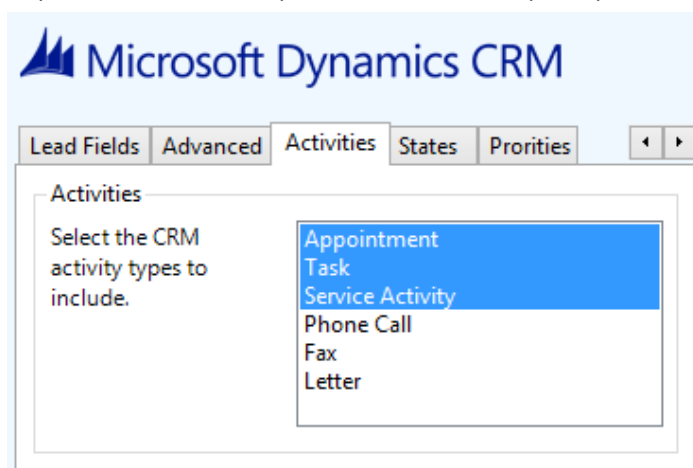 Microsoft Dynamics CRM
Lead Fields Advanced Activities States Prorities
Activities
Select the CRM
activity types to
include.
Appointment
Task
Service Activity
Phone Call
Fax
Letter